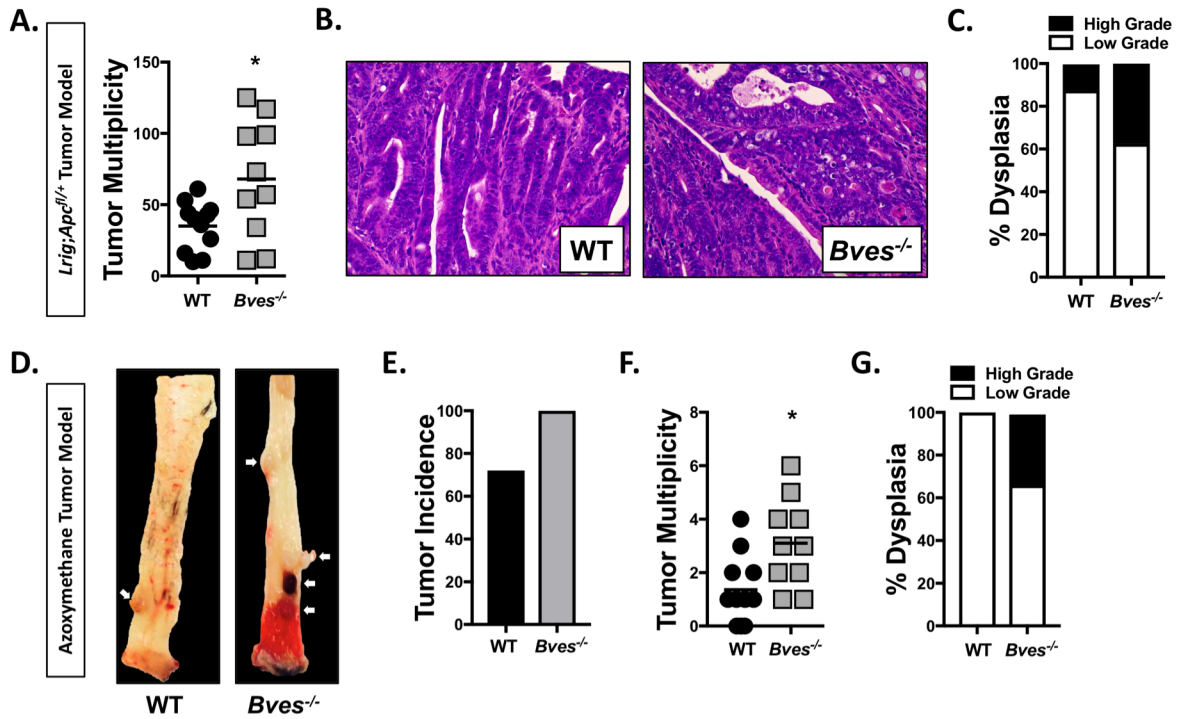 A.
Lrig;Apcfl/+ Tumor Model
Tumor Multiplicity
150
100
50
0
*
WT
Bves-/-
B.
WT
Bves-/-
C.
High Grade
Low Grade
% Dysplasia
100
80
60
40
20
0
WT
Bves-/-
D.
Azoxymethane Tumor Model
WT
Bves-/-
E.
Tumor Incidence
100
80
60
40
20
0
WT
Bves-/-
F.
Tumor Multiplicity
8
6
4
2
0
*
WT
Bves-/-
G.
High Grade
Low Grade
% Dysplasia
100
80
60
40
20
0
WT
Bves-/-